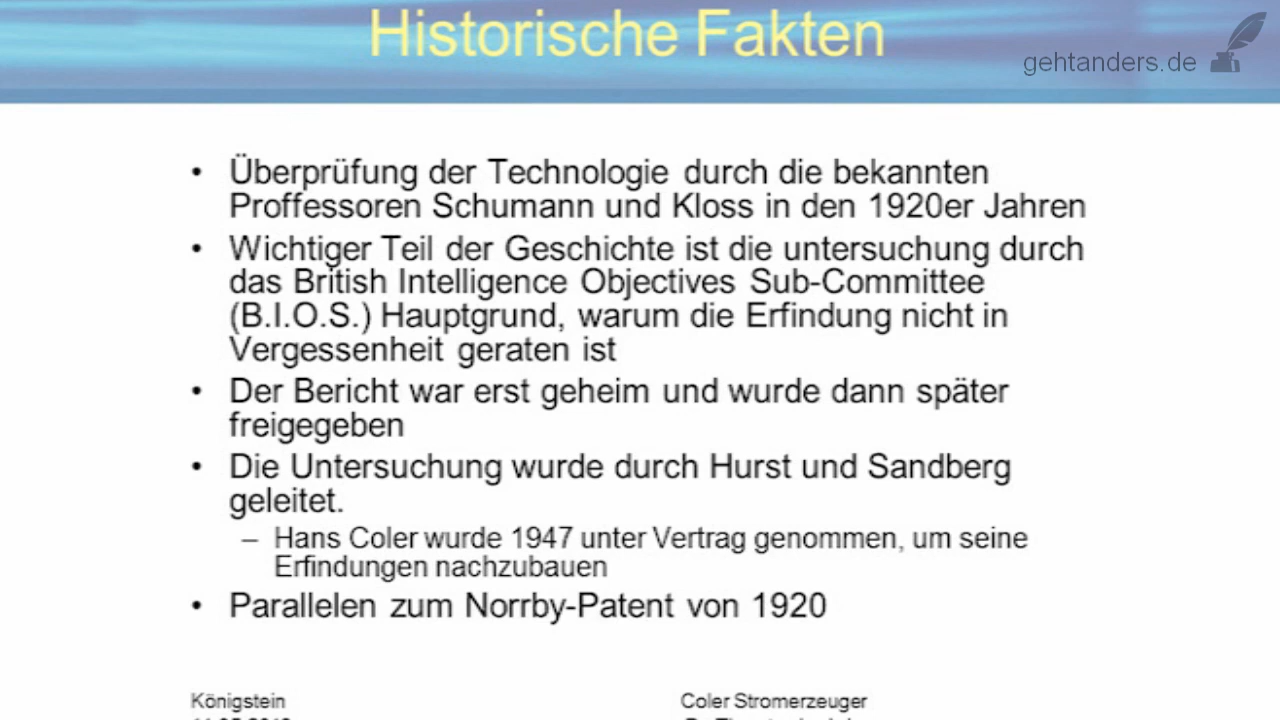 Historische Fakten
gehtanders.de
• Überprüfung der Technologie durch die bekannten
Proffessoren Schumann und Kloss in den 1920er Jahren
• Wichtiger Teil der Geschichte ist die untersuchung durch
das British Intelligence Objectives Sub-Committee
(B.I.O.S.) Hauptgrund, warum die Erfindung nicht in
Vergessenheit geraten ist
• Der Bericht war erst geheim und wurde dann später
freigegeben
• Die Untersuchung wurde durch Hurst und Sandberg
geleitet.
– Hans Coler wurde 1947 unter Vertrag genommen, um seine
Erfindungen nachzubauen
• Parallelen zum Norrby-Patent von 1920
Königstein
Coler Stromerzeuger